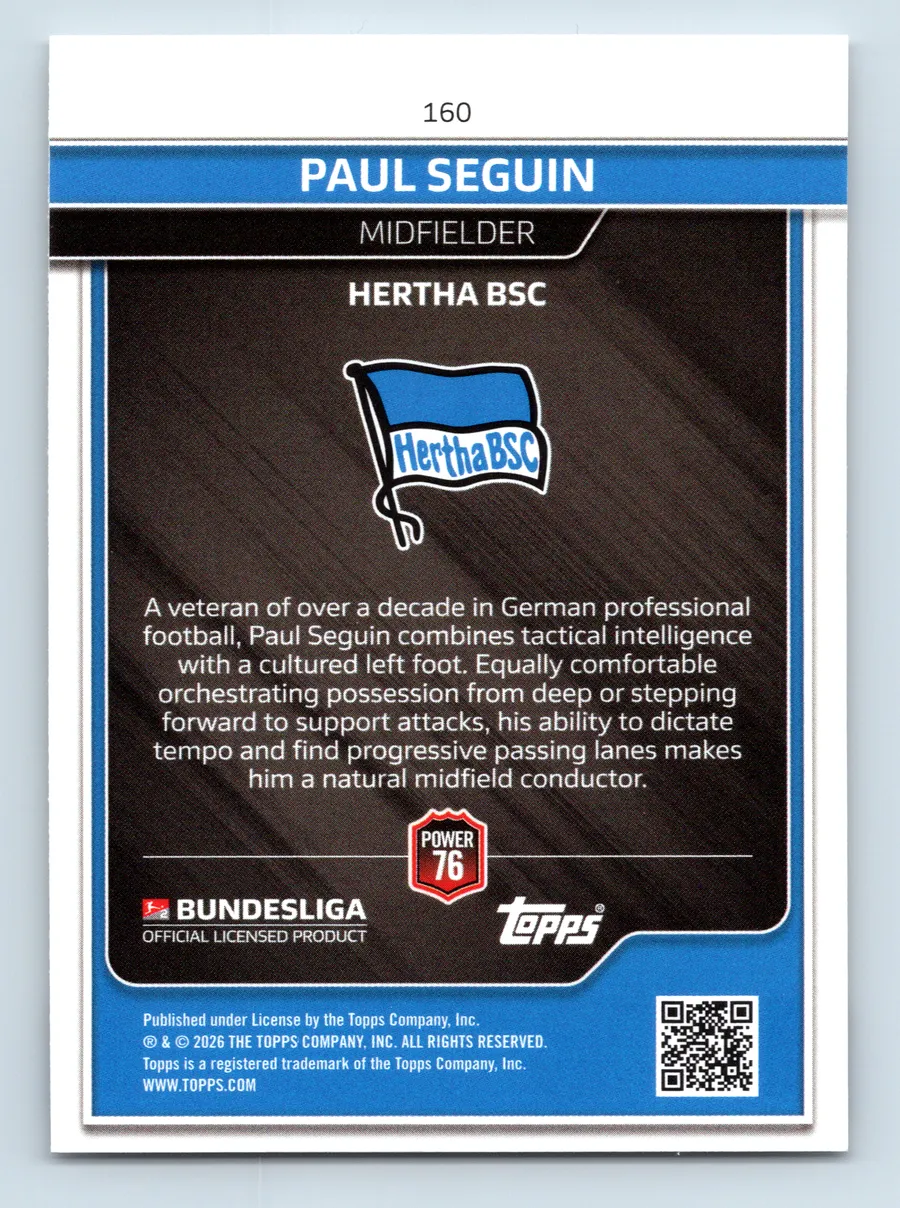 160
PAUL SEGUIN
MIDFIELDER
HERTHA BSC
HerthaBSC
A veteran of over a decade in German professional
football, Paul Seguin combines tactical intelligence
with a cultured left foot. Equally comfortable
orchestrating possession from deep or stepping
forward to support attacks, his ability to dictate
tempo and find progressive passing lanes makes
him a natural midfield conductor.
POWER
76
2 BUNDESLIGA
OFFICIAL LICENSED PRODUCT
Topps®
Published under License by the Topps Company, Inc.
® & © 2026 THE TOPPS COMPANY, INC. ALL RIGHTS RESERVED.
Topps is a registered trademark of the Topps Company, Inc.
WWW.TOPPS.COM